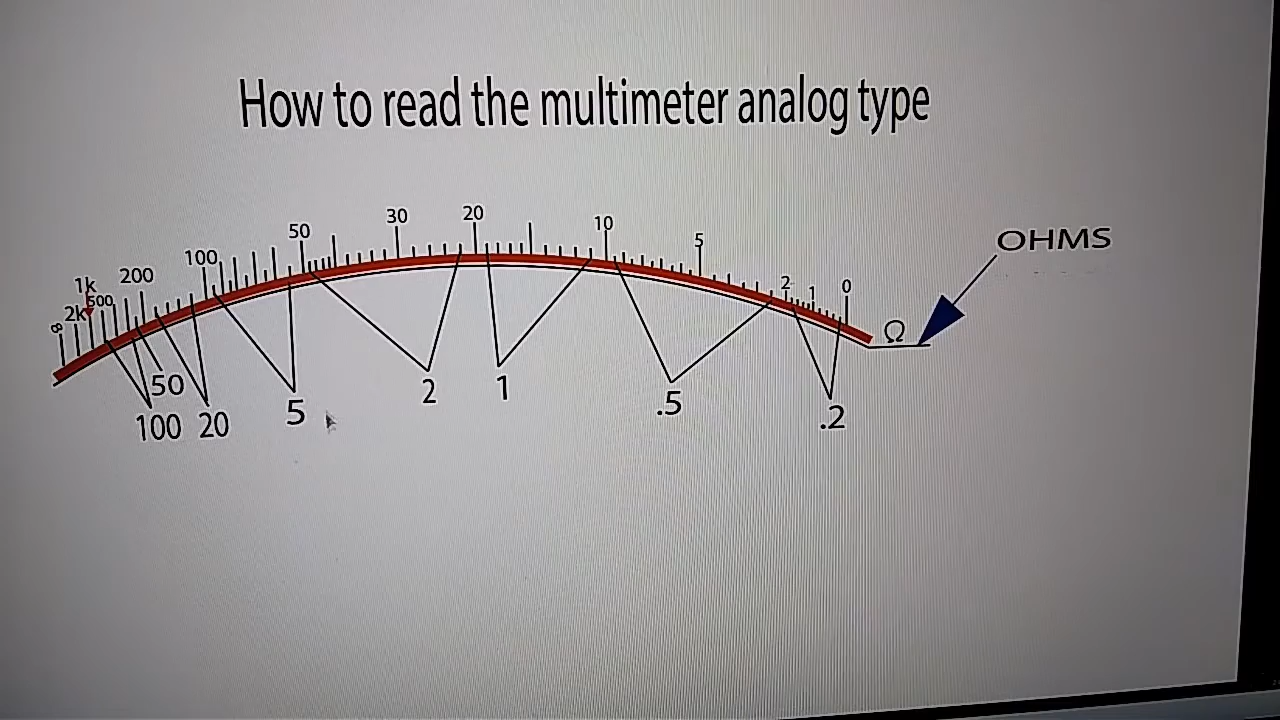 How to read the multimeter analog type
∞ 2k 1k 500 200 100 50 30 20 10 5 2 1 0
OHMS
Ω
100 50 20 5 2 1 .5 .2